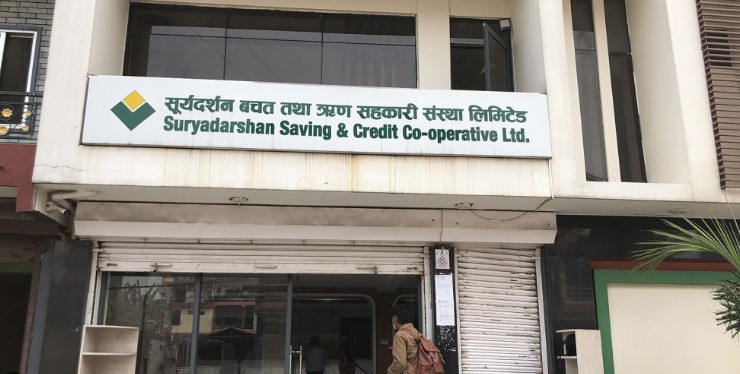 सूर्यदर्शन बचत तथा ऋण सहकारी संस्था लिमिटेड
Suryadarshan Saving & Credit Co-operative Ltd.